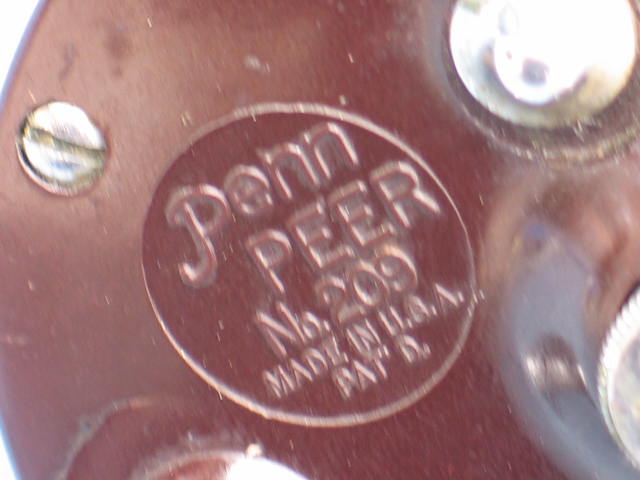 Penn
PEER
No. 209
MADE IN U.S.A.
PAT'D.